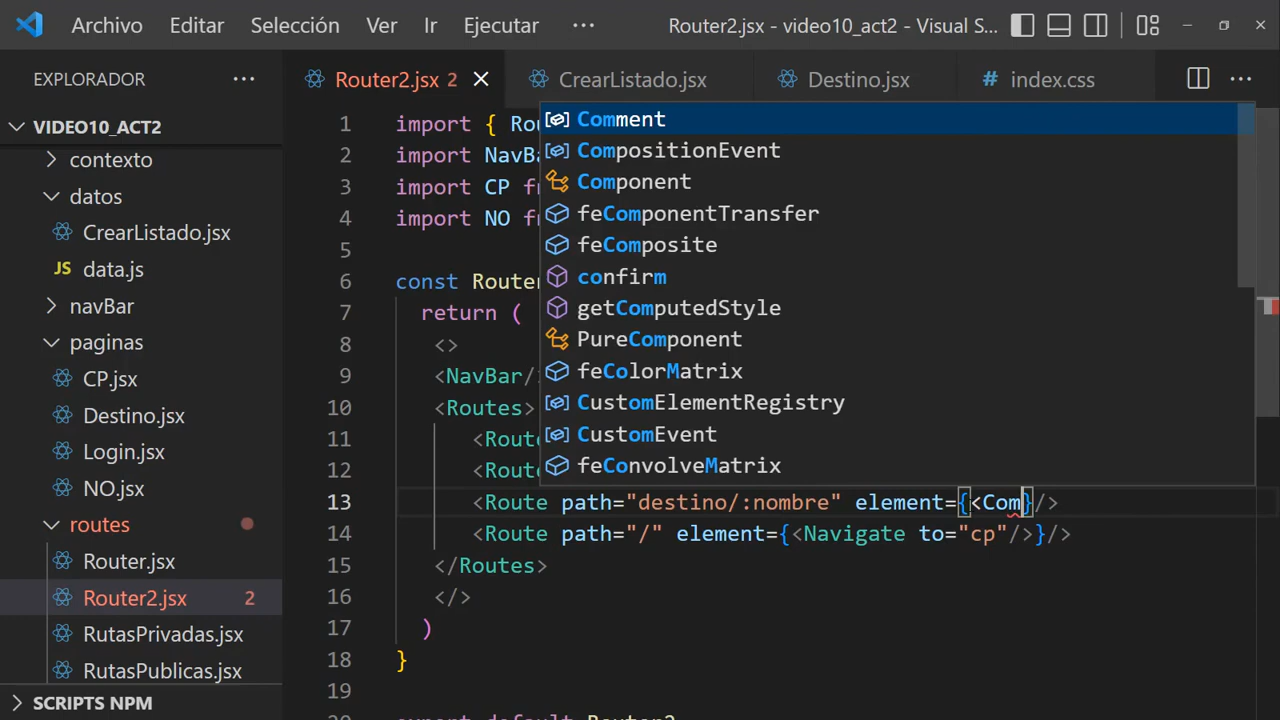 Archivo Editar Selección Ver Ir Ejecutar ··· Router2.jsx - video10_act2 - Visual S...
EXPLORADOR ···
Router2.jsx 2 CrearListado.jsx Destino.jsx # index.css ···
VIDEO10_ACT2
contexto
datos
CrearListado.jsx
JS data.js
navBar
paginas
CP.jsx
Destino.jsx
Login.jsx
NO.jsx
routes
Router.jsx
Router2.jsx 2
RutasPrivadas.jsx
RutasPublicas.jsx
SCRIPTS NPM
1 import { Rou
2 import NavBa
3 import CP fr
4 import NO fr
5
6 const Router
7 return (
8 <>
9 <NavBar/
10 <Routes>
11 <Rout
12 <Rout
13 <Route path="destino/:nombre" element={<Com}/>
14 <Route path="/" element={<Navigate to="cp"/>}/>
15 </Routes>
16 </>
17 )
18 }
19
Comment
CompositionEvent
Component
feComponentTransfer
feComposite
confirm
getComputedStyle
PureComponent
feColorMatrix
CustomElementRegistry
CustomEvent
feConvolveMatrix